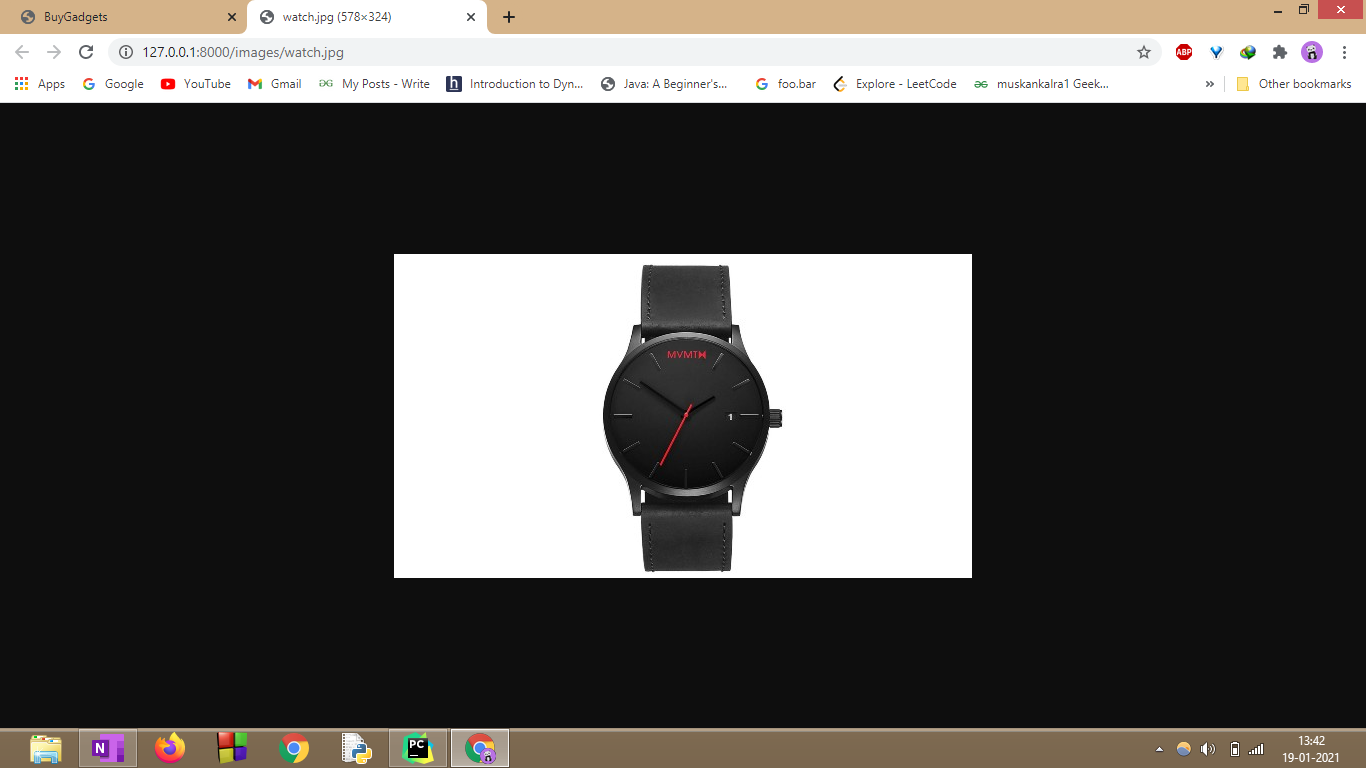 BuyGadgets
watch.jpg (578×324)
127.0.0.1:8000/images/watch.jpg
ABP
Apps
Google
YouTube
Gmail
My Posts - Write
Introduction to Dyn...
Java: A Beginner's...
foo.bar
Explore - LeetCode
muskankalra1 Geek...
»
Other bookmarks
MVMT
1
N
PC
13:42
19-01-2021